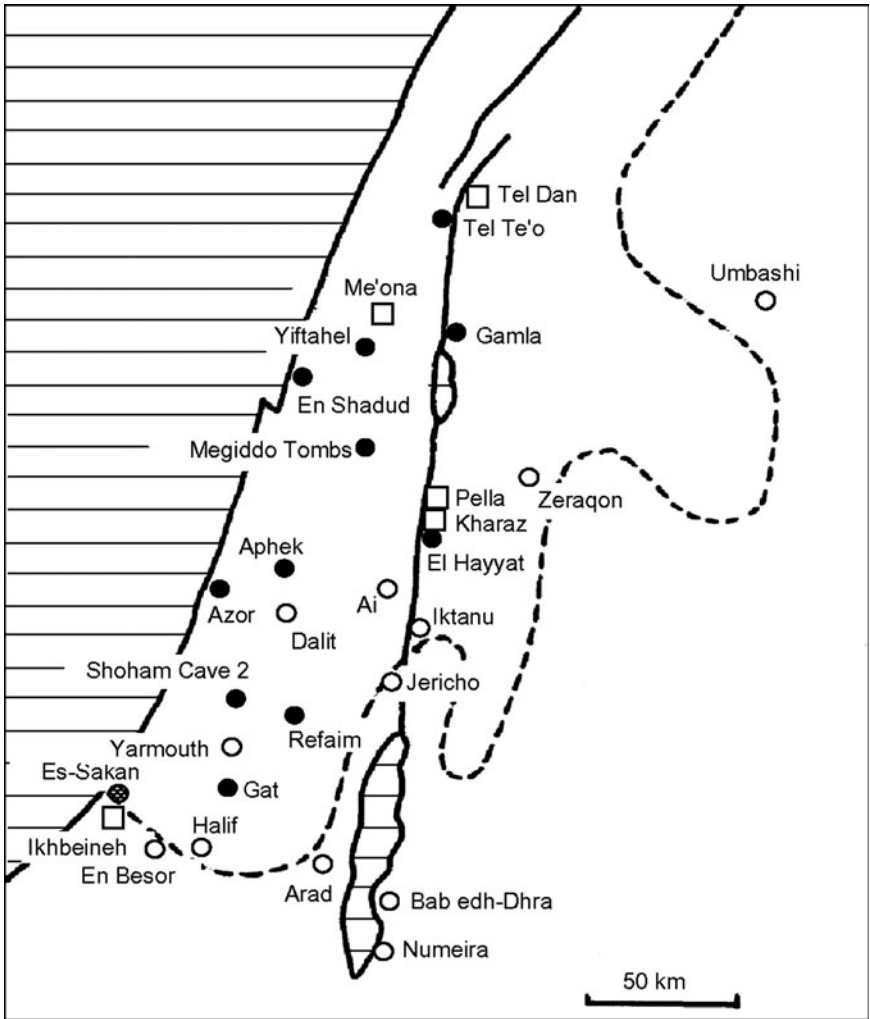 Tel Dan
Tel Te'o
Umbashi
Me'ona
Yiftahel
Gamla
En Shadud
Megiddo Tombs
Pella
Zeraqon
Kharaz
Aphek
El Hayyat
Azor
Ai
Iktanu
Dalit
Shoham Cave 2
Jericho
Refaim
Yarmouth
Es-Sakan
Gat
Halif
Ikhbeineh
En Besor
Arad
Bab edh-Dhra
Numeira
50 km